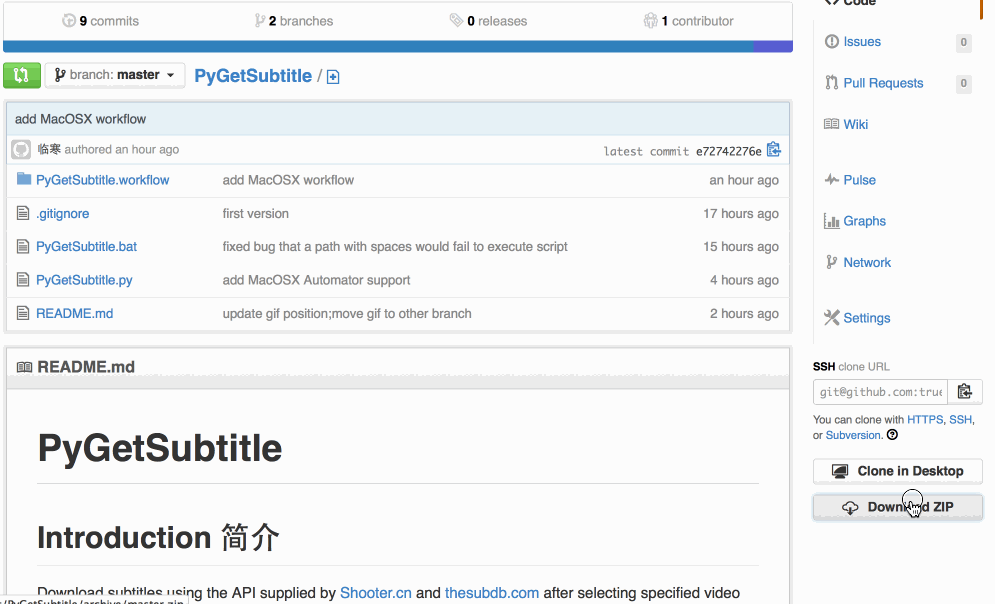 9 commits
2 branches
0 releases
1 contributor
branch: master
PyGetSubtitle /
add MacOSX workflow
临寒 authored an hour ago
latest commit e72742276e
PyGetSubtitle.workflow add MacOSX workflow an hour ago
.gitignore first version 17 hours ago
PyGetSubtitle.bat fixed bug that a path with spaces would fail to execute script 15 hours ago
PyGetSubtitle.py add MacOSX Automator support 4 hours ago
README.md update gif position;move gif to other branch 2 hours ago
README.md
PyGetSubtitle
Introduction 简介
Download subtitles using the API supplied by Shooter.cn and thesubdb.com after selecting specified video
/PyGetSubtitle/archive/master.zip
Code
Issues 0
Pull Requests 0
Wiki
Pulse
Graphs
Network
Settings
SSH clone URL
git@github.com:true
You can clone with HTTPS, SSH,
or Subversion.
Clone in Desktop
Download ZIP